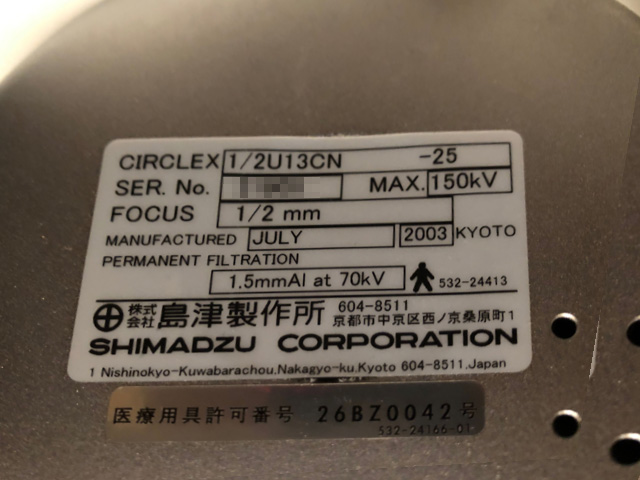 CIRCLEX 1/2U13CN -25
SER. No. MAX. 150kV
FOCUS 1/2 mm
MANUFACTURED JULY 2003 KYOTO
PERMANENT FILTRATION
1.5mmAl at 70kV 532-24413
株式会社 島津製作所 604-8511
京都市中京区西ノ京桑原町1
SHIMADZU CORPORATION
1 Nishinokyo-Kuwabarachou,Nakagyo-ku,Kyoto 604-8511,Japan
医療用具許可番号 26BZ0042号
532-24166-01